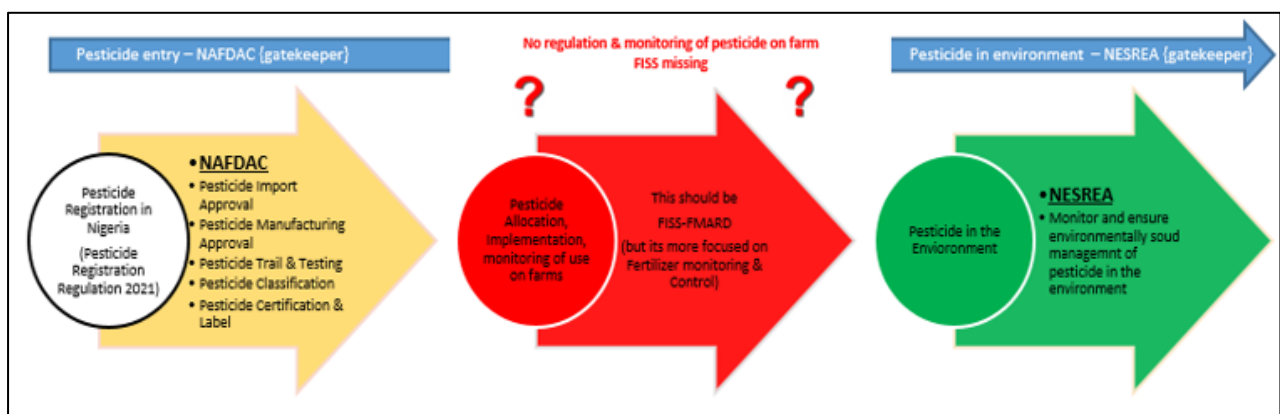 Pesticide entry – NAFDAC {gatekeeper}
No regulation & monitoring of pesticide on farm
FISS missing
Pesticide in environment – NESREA {gatekeeper}
?
?
Pesticide
Registration in
Nigeria
(Pesticide
Registration
Regulation 2021)
•NAFDAC
• Pesticide Import
Approval
• Pesticide Manufacturing
Approval
• Pesticide Trail & Testing
• Pesticide Classification
• Pesticide Certification &
Label
Pesticide
Allocation,
implementation,
monitoring of use
on farms
This should be
FISS-FMARD
(but its more focused on
Fertilizer monitoring &
Control)
Pesticide in the
Envioronment
• NESREA
• Monitor and ensure
environmentally soud
managemnt of
pesticide in the
environment